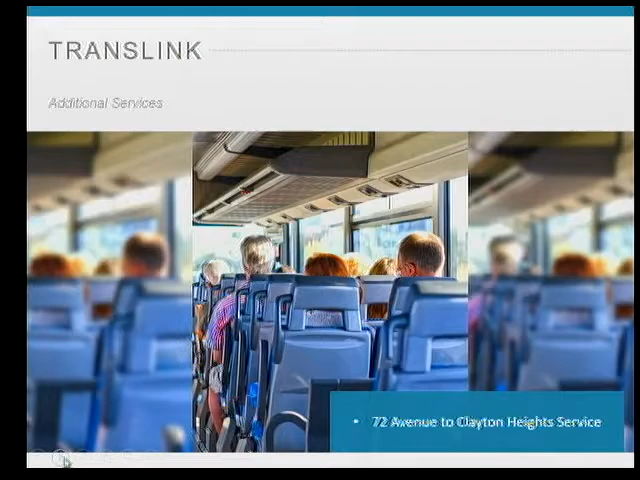 TRANSLINK
Additional Services
• 72 Avenue to Clayton Heights Service